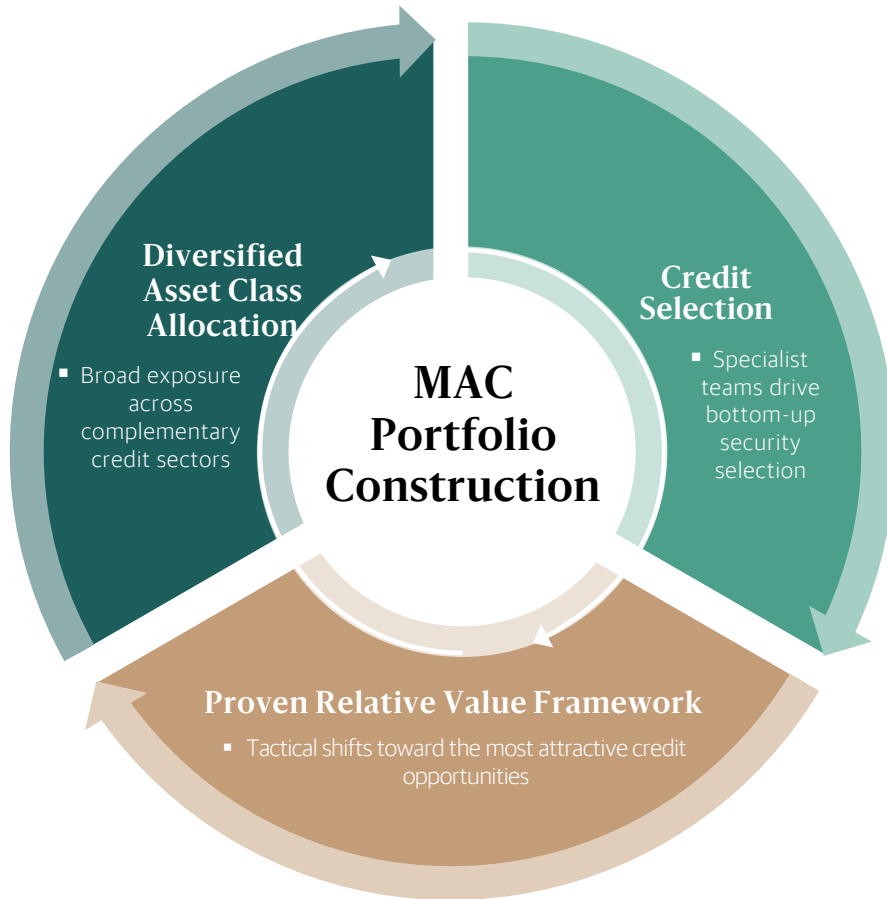 Diversified
Asset Class
Allocation
▪ Broad exposure
across
complementary
credit sectors
Credit
Selection
▪ Specialist
teams drive
bottom-up
security
selection
MAC
Portfolio
Construction
Proven Relative Value Framework
▪ Tactical shifts toward the most attractive credit
opportunities